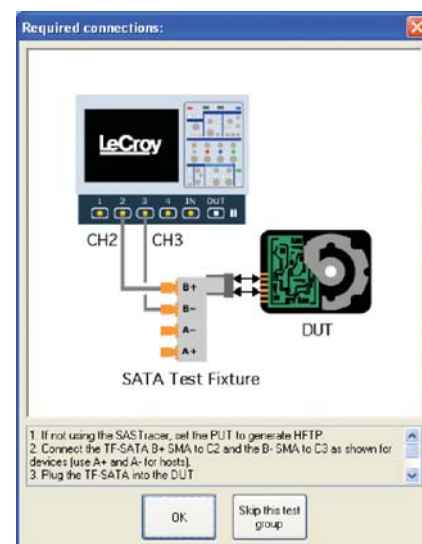 Required connections:
LeCroy
1 2 3 4 IN DUT
CH2 CH3
B+
B-
A-
A+
DUT
SATA Test Fixture
1. If not using the SASTracer, set the PUT to generate HFTP.
2. Connect the TF-SATA B+ SMA to C2 and the B- SMA to C3 as shown for
devices (use A+ and A- for hosts).
3. Plug the TF-SATA into the DUT
OK
Skip this test
group